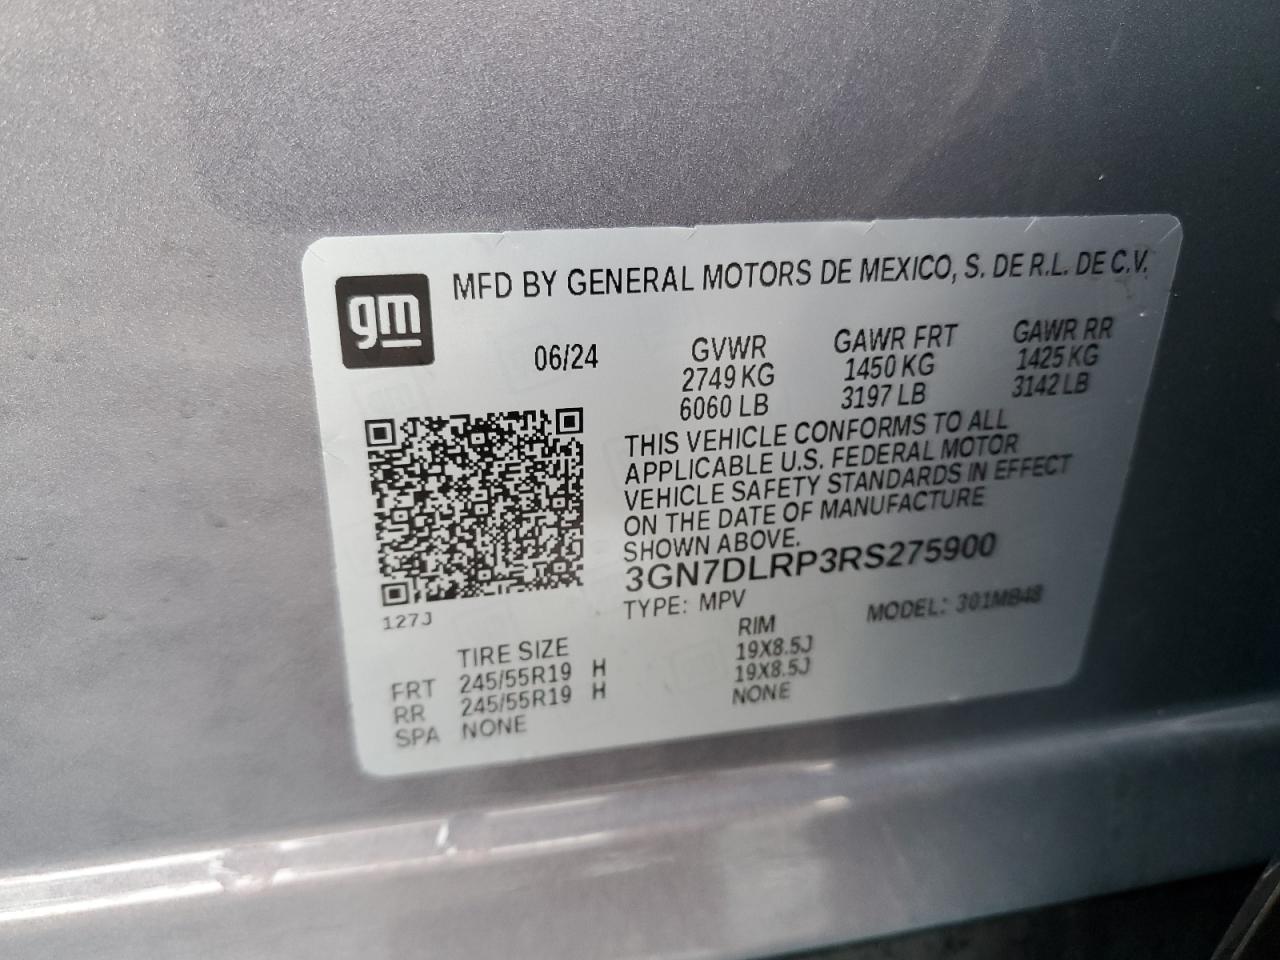 gm
MFD BY GENERAL MOTORS DE MEXICO, S. DE R.L. DE C.V.
06/24
GVWR
2749 KG
6060 LB
GAWR FRT
1450 KG
3197 LB
GAWR RR
1425 KG
3142 LB
THIS VEHICLE CONFORMS TO ALL
APPLICABLE U.S. FEDERAL MOTOR
VEHICLE SAFETY STANDARDS IN EFFECT
ON THE DATE OF MANUFACTURE
SHOWN ABOVE.
3GN7DLRP3RS275900
TYPE: MPV
MODEL: 301MB48
127J
TIRE SIZE RIM
FRT 245/55R19 H 19X8.5J
RR 245/55R19 H 19X8.5J
SPA NONE NONE